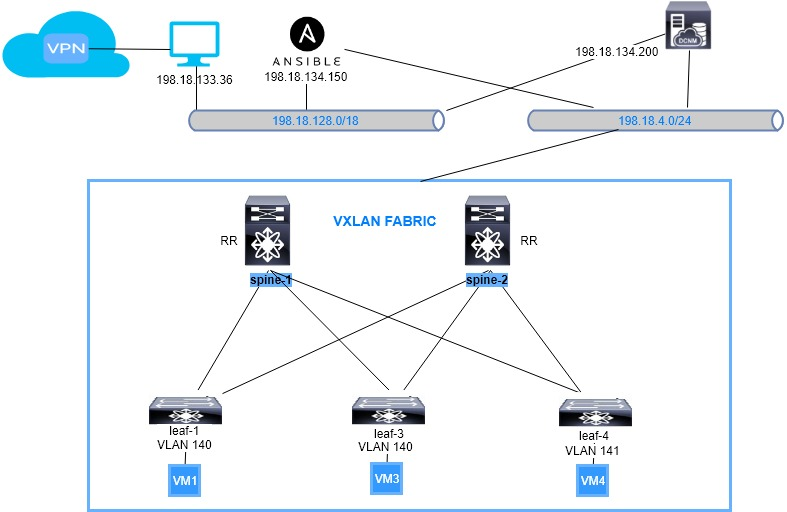 VPN
198.18.133.36
ANSIBLE
198.18.134.150
198.18.134.200
DCNM
198.18.128.0/18
198.18.4.0/24
VXLAN FABRIC
RR
RR
spine-1
spine-2
leaf-1
VLAN 140
leaf-3
VLAN 140
leaf-4
VLAN 141
VM1
VM3
VM4